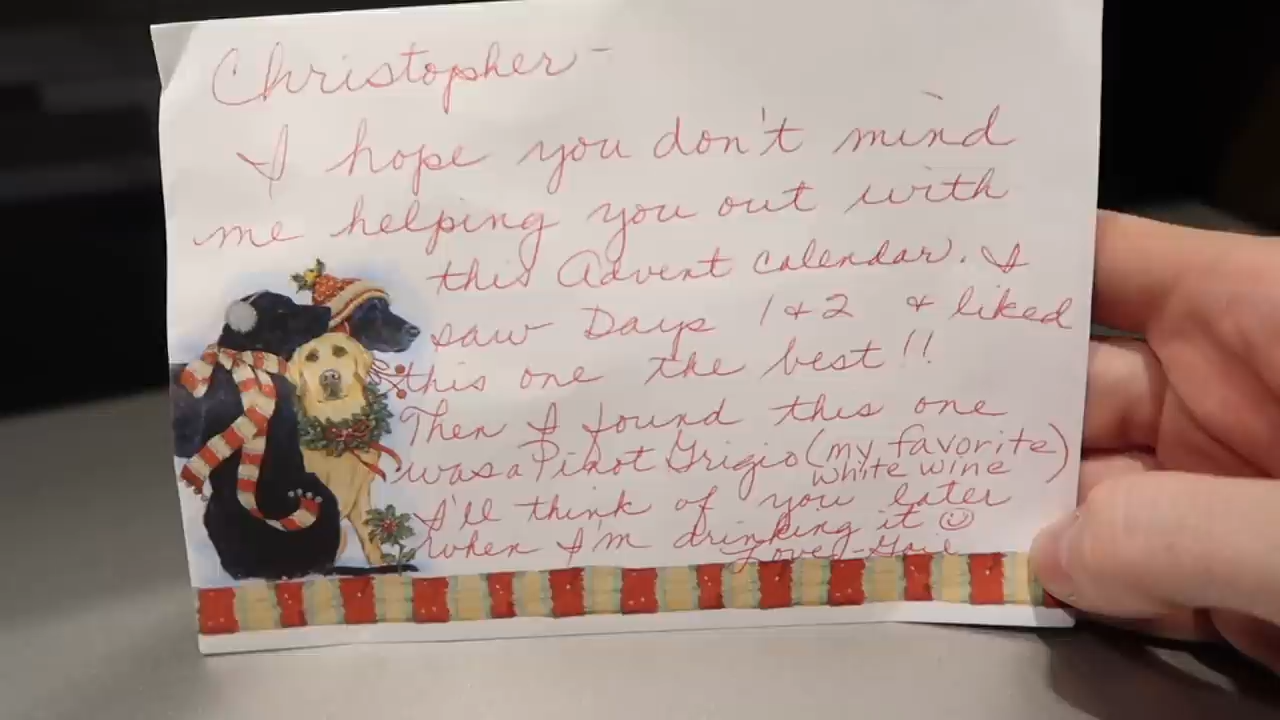 Christopher-
I hope you don't mind
me helping you out with
this Advent calendar. I
saw Days 1 & 2 & liked
this one the best!!
Then I found this one
was a Pinot Grigio (my favorite
white wine)
I'll think of you later
when I'm drinking it ☺
Love-Gail